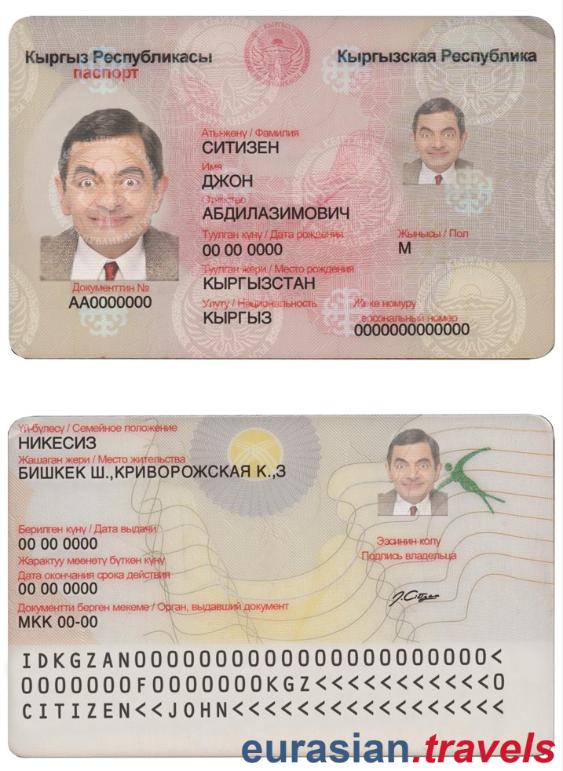 Кыргыз Республикасы
паспорт
Кыргызская Республика
Атыжөнү / Фамилия
СИТИЗЕН
Имя
ДЖОН
Отчество
АБДИЛАЗИМОВИЧ
Туулган күнү / Дата рождения
00 00 0000
Жынысы / Пол
М
Туулган жери / Место рождения
КЫРГЫЗСТАН
Улуту / Национальность
КЫРГЫЗ
Жеке номуру
Персональный номер
0000000000000
Документтин №
АА0000000
Үй-бүлөсү / Семейное положение
НИКЕСИЗ
Жашаган жери / Место жительства
БИШКЕК Ш.,КРИВОРОЖСКАЯ К.,3
Берилген күнү / Дата выдачи
00 00 0000
Жарактуу мөөнөтү бүткөн күнү
Дата окончания срока действия
00 00 0000
Документти берген мекеме / Орган, выдавший документ
МКК 00-00
Ээсинин колу
Подпись владельца
IDKGZAN0000000000000000000000<
0000000F0000000KGZ<<<<<<<<<<<0
CITIZEN<<JOHN<<<<<<<<<<<<<<<<<
eurasian.travels